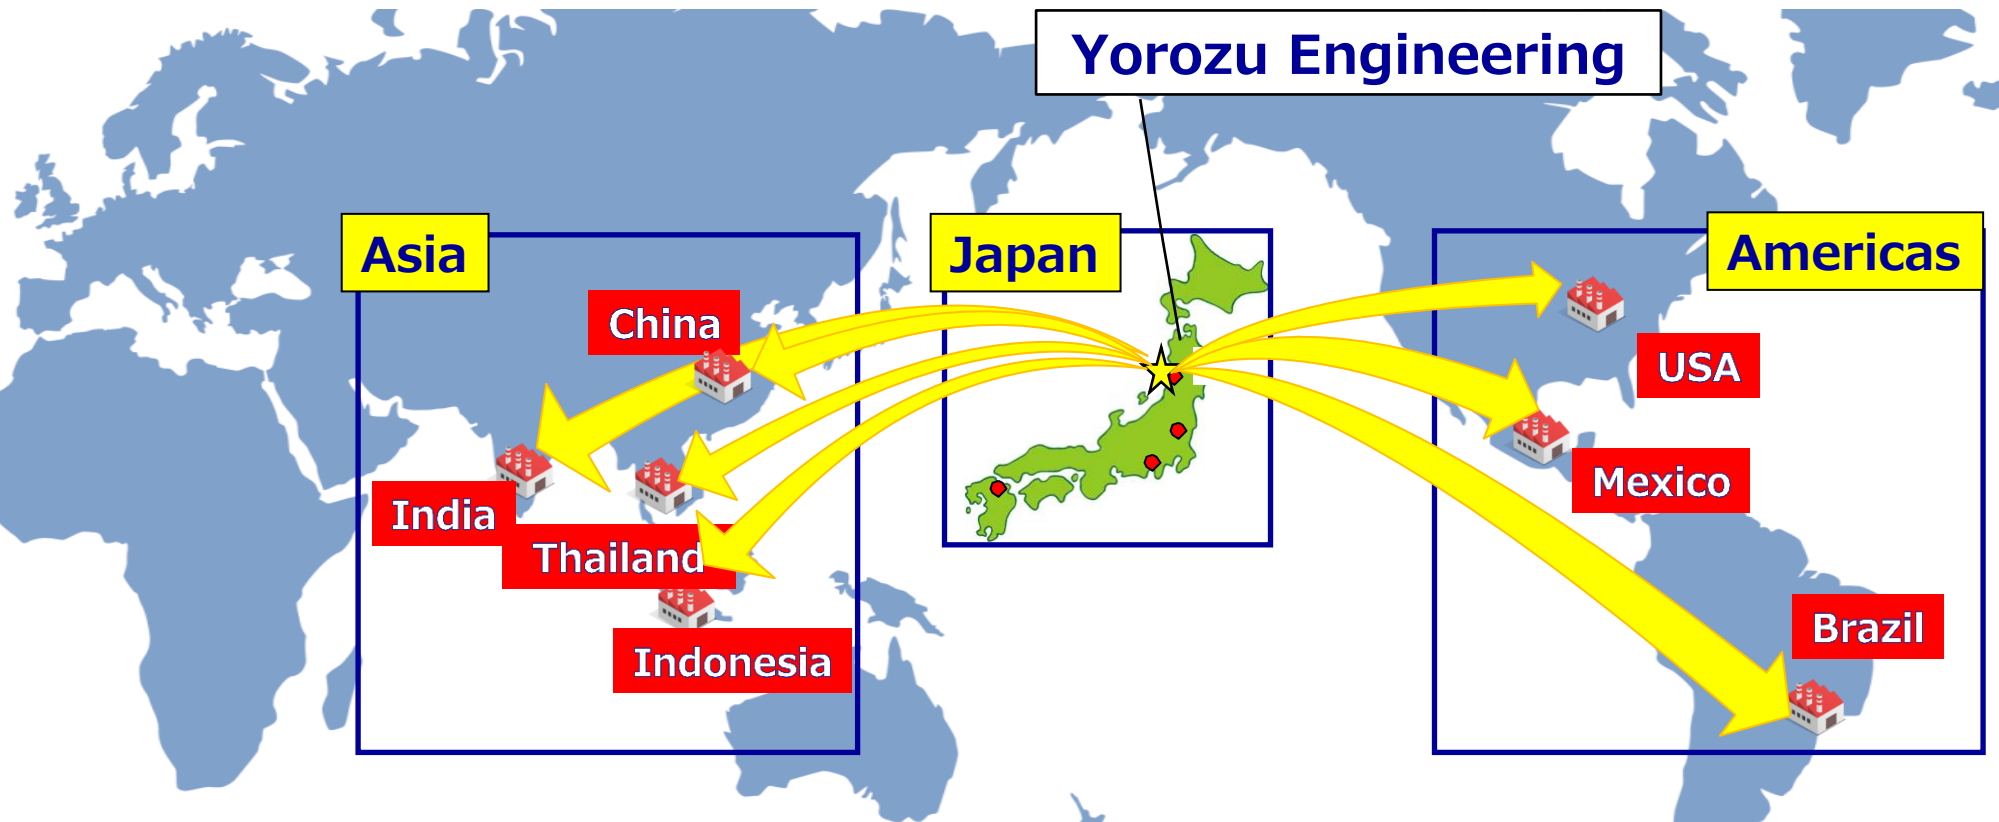 Yorozu Engineering
Asia
Japan
Americas
China
USA
India
Mexico
Thailand
Brazil
Indonesia